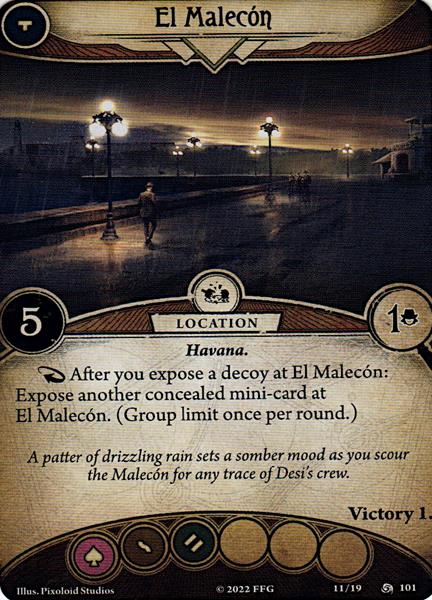 El Malecón
5
1
LOCATION
Havana.
After you expose a decoy at El Malecón:
Expose another concealed mini-card at
El Malecón. (Group limit once per round.)
A patter of drizzling rain sets a somber mood as you scour
the Malecón for any trace of Desi's crew.
Victory 1.
Illus. Pixoloid Studios © 2022 FFG 11/19 101